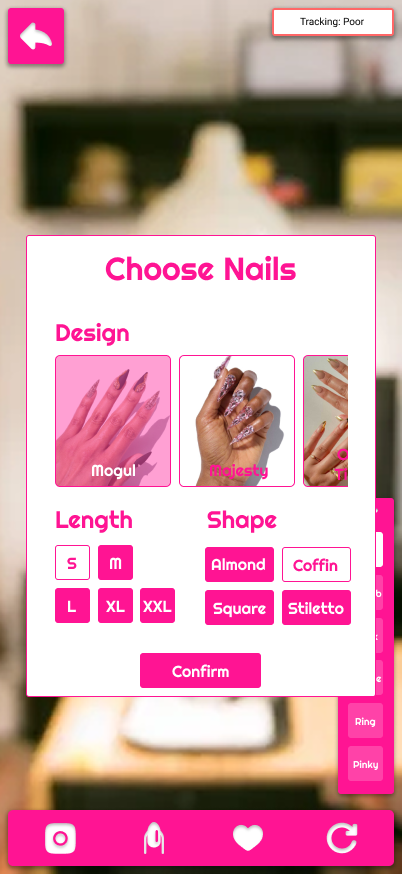 Tracking: Poor
Choose Nails
Design
Mogul
Majesty
Length
Shape
S
M
Almond
Coffin
L
XL
XXL
Square
Stiletto
Confirm
Ring
Pinky